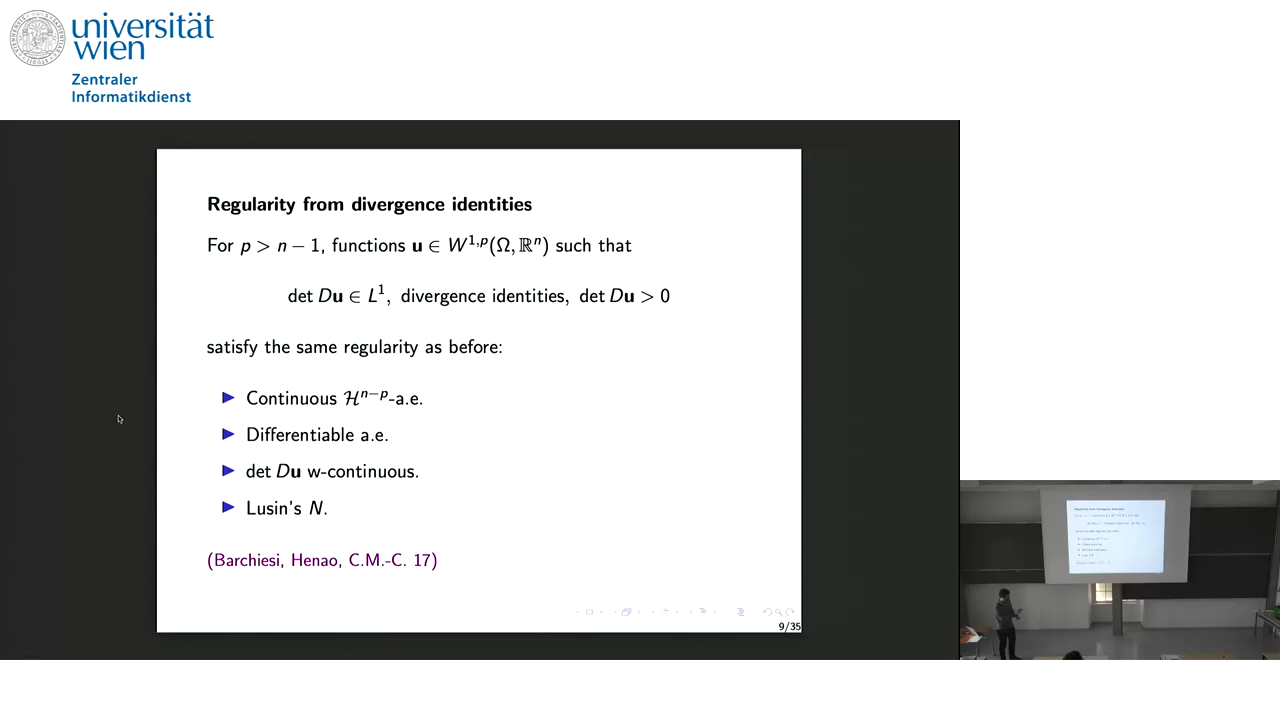 universität
wien
Zentraler
Informatikdienst
Regularity from divergence identities
For p > n − 1, functions u ∈ W^{1,p}(Ω, ℝⁿ) such that
det Du ∈ L¹, divergence identities, det Du > 0
satisfy the same regularity as before:
▶ Continuous ℋ^{n−p}-a.e.
▶ Differentiable a.e.
▶ det Du w-continuous.
▶ Lusin's N.
(Barchiesi, Henao, C.M.-C. 17)
9/35